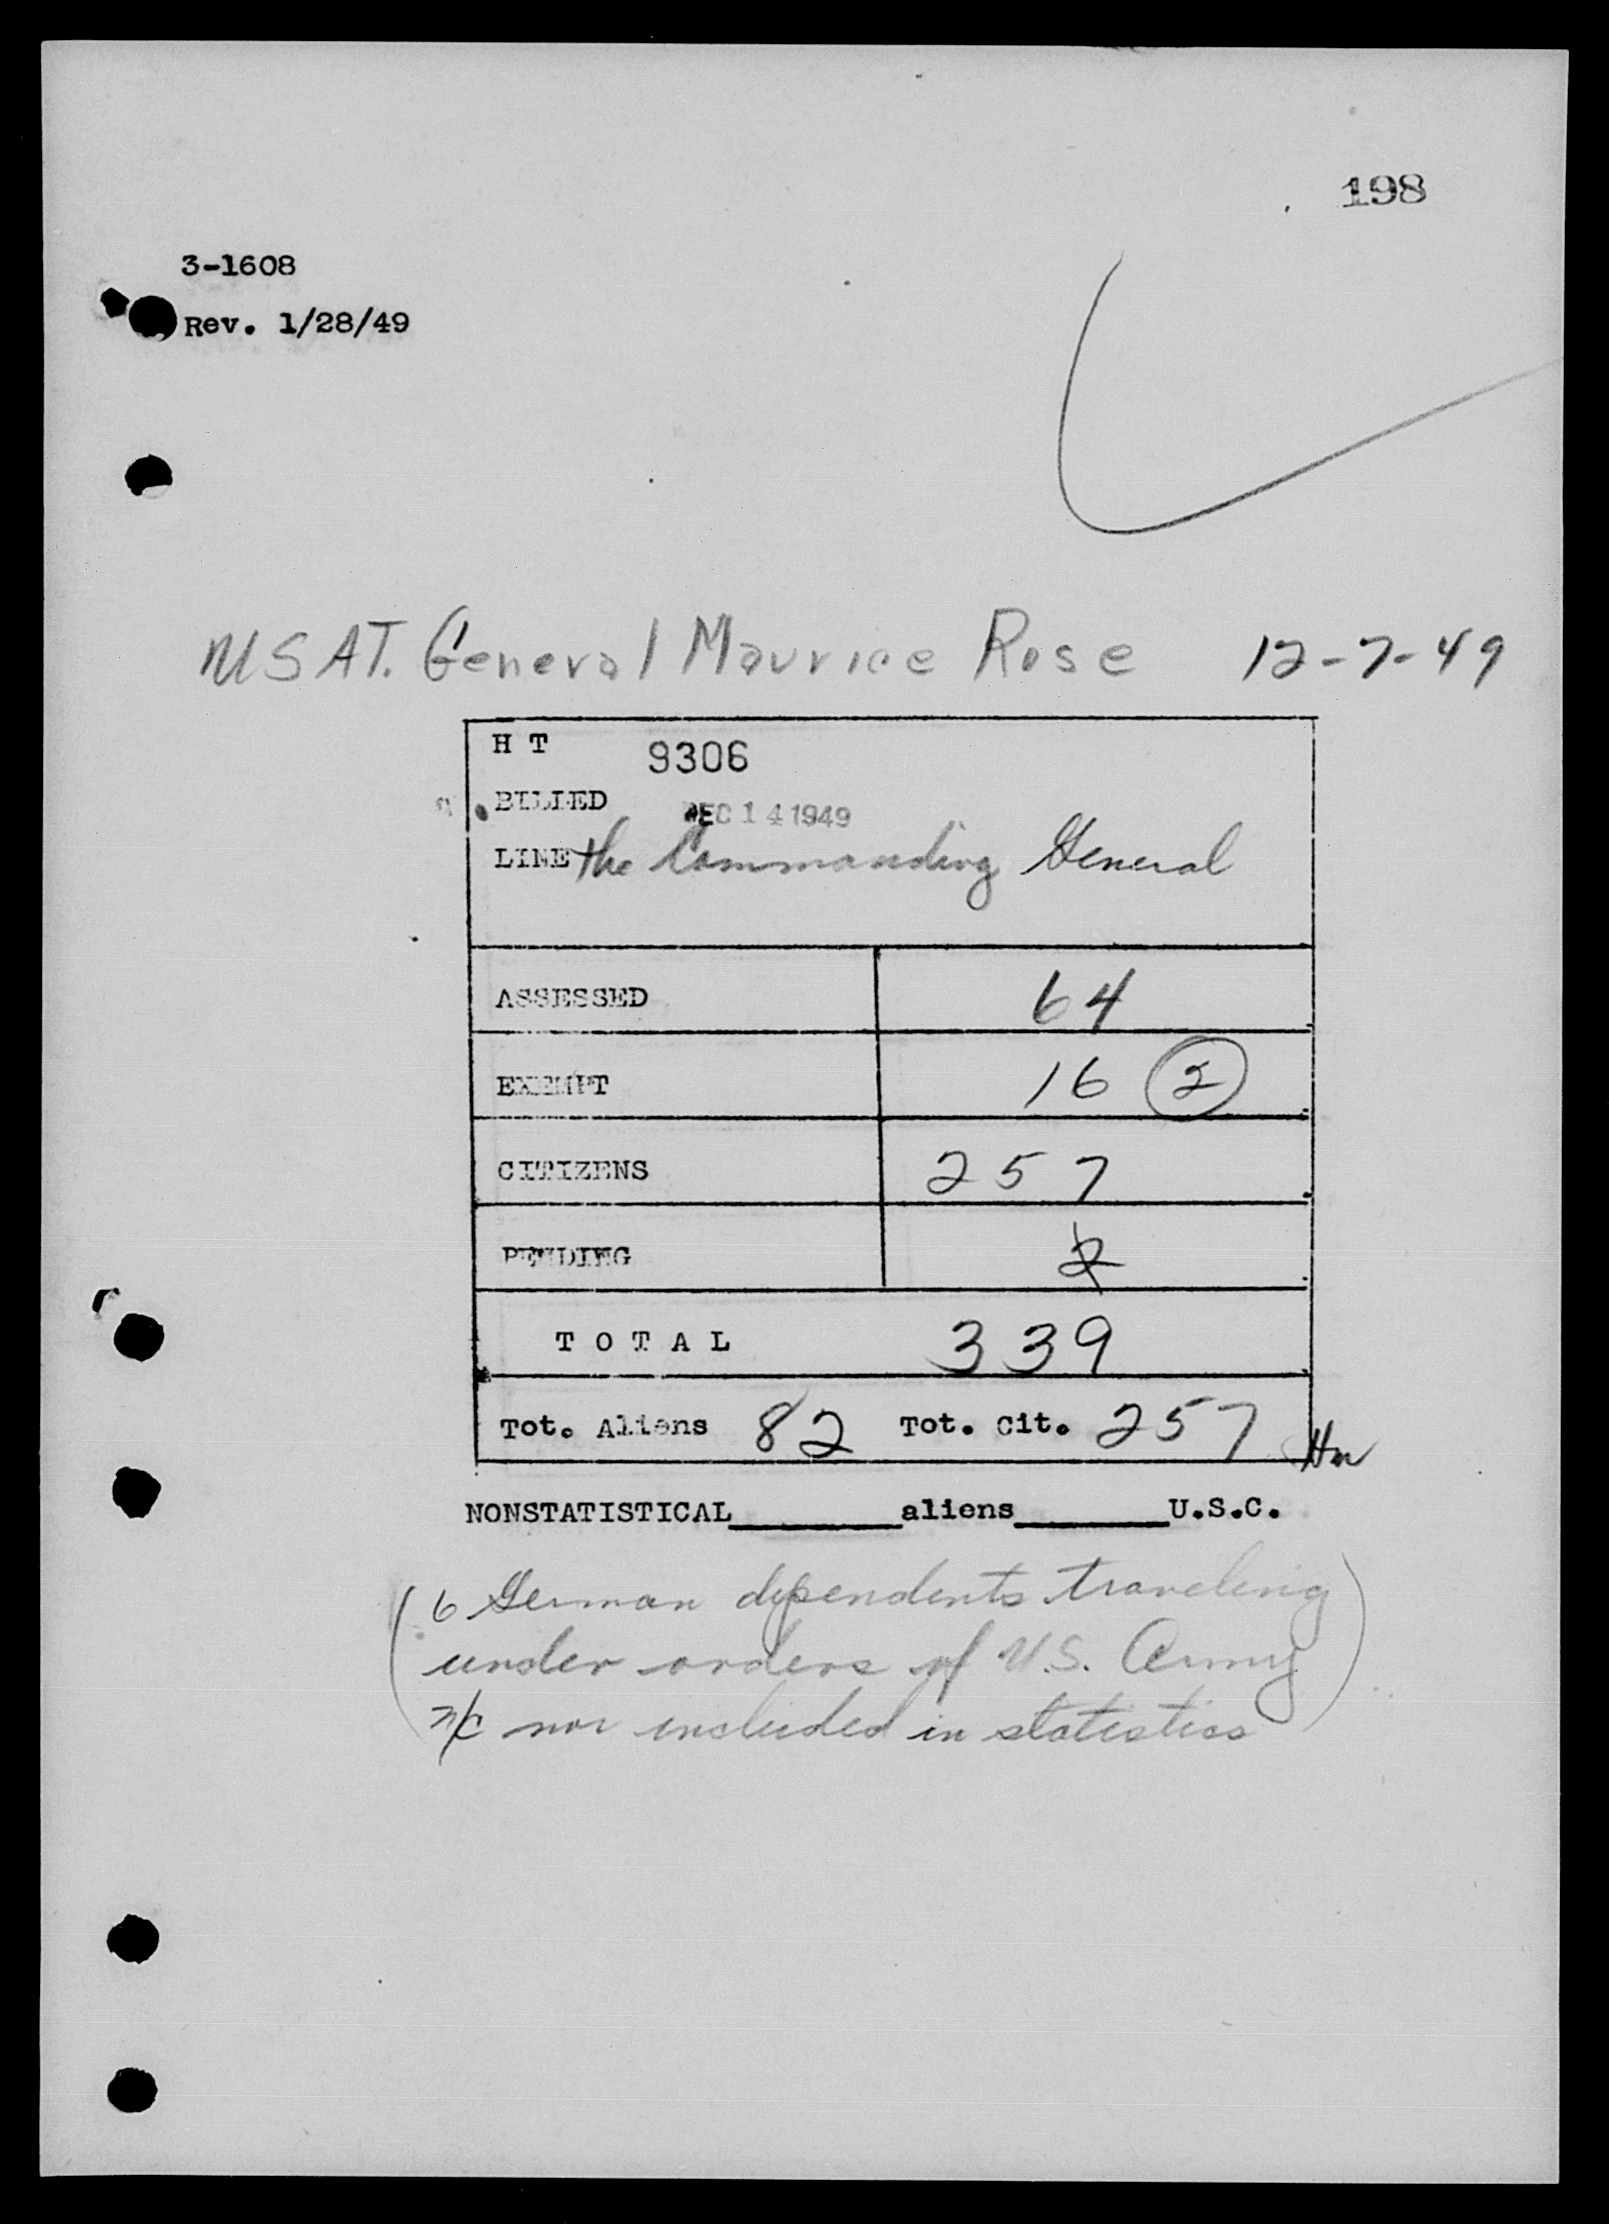 198
3-1608
Rev. 1/28/49
USAT. General Maurice Rose 12-7-49
H T 9306
BILLED DEC 14 1949
LINE the Commanding General
ASSESSED 64
EXEMPT 16 2
CITIZENS 257
PENDING 2
TOTAL 339
Tot. Aliens 82 Tot. Cit. 257
NONSTATISTICAL aliens U.S.C.
(6 German dependents traveling
under orders of U.S. Army
not included in statistics)